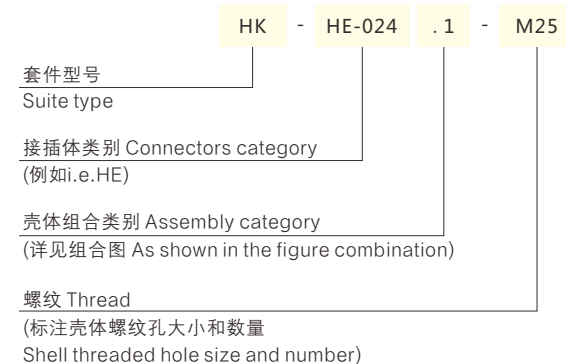 HK - HE-024 . 1 - M25
套件型号
Suite type
接插体类别 Connectors category
(例如i.e.HE)
壳体组合类别 Assembly category
(详见组合图 As shown in the figure combination)
螺纹 Thread
(标注壳体螺纹孔大小和数量
Shell threaded hole size and number)